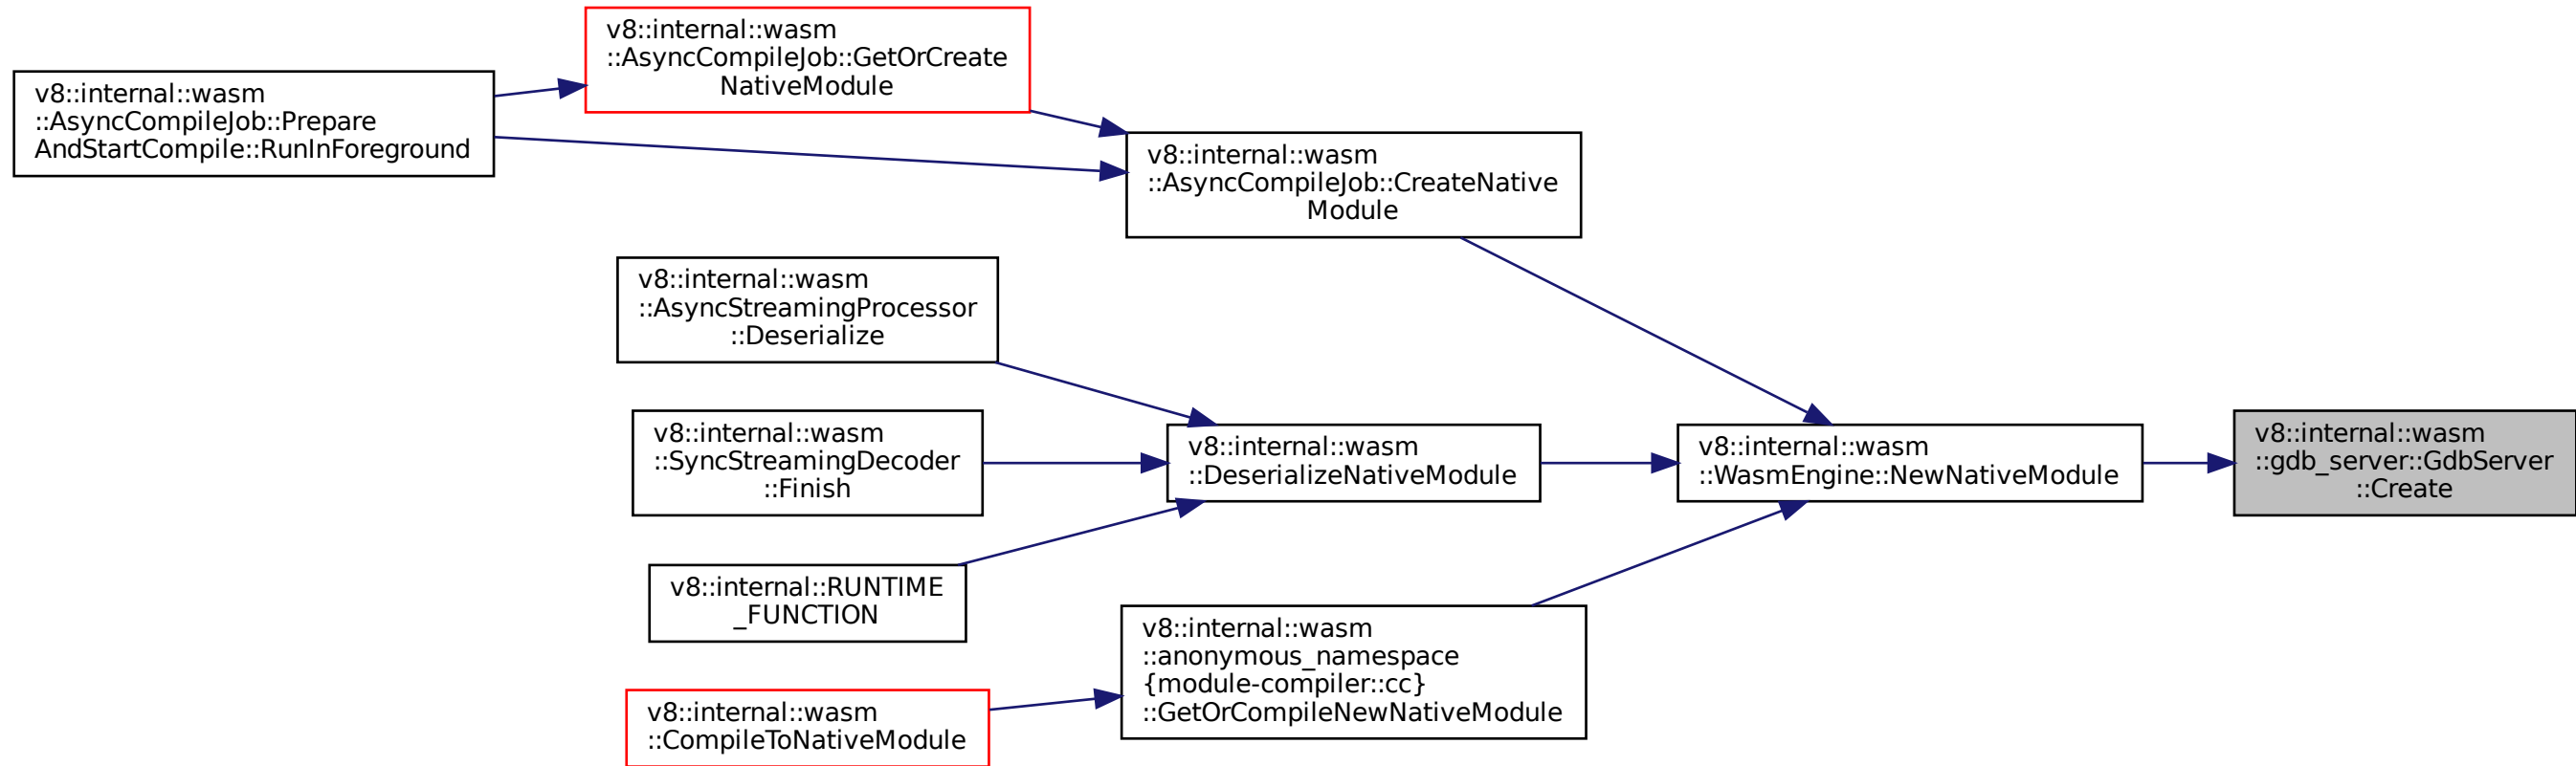 v8::internal::wasm
::AsyncCompileJob::GetOrCreate
NativeModule
v8::internal::wasm
::AsyncCompileJob::Prepare
AndStartCompile::RunInForeground
v8::internal::wasm
::AsyncCompileJob::CreateNative
Module
v8::internal::wasm
::AsyncStreamingProcessor
::Deserialize
v8::internal::wasm
::SyncStreamingDecoder
::Finish
v8::internal::wasm
::DeserializeNativeModule
v8::internal::wasm
::WasmEngine::NewNativeModule
v8::internal::wasm
::gdb_server::GdbServer
::Create
v8::internal::RUNTIME
_FUNCTION
v8::internal::wasm
::anonymous_namespace
{module-compiler::cc}
::GetOrCompileNewNativeModule
v8::internal::wasm
::CompileToNativeModule